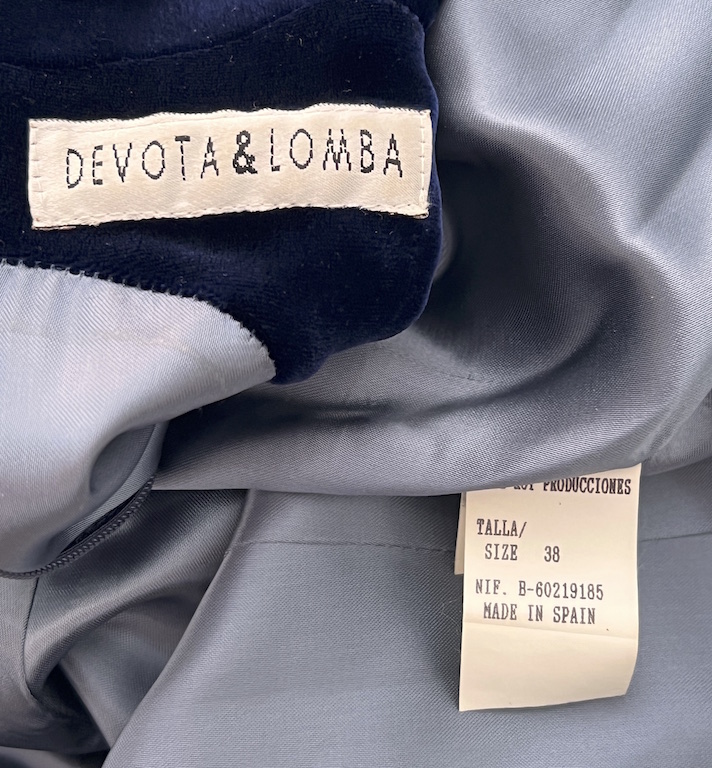 DEVOTA & LOMBA
PRODUCCIONES
TALLA/
SIZE 38
NIF. B-60219185
MADE IN SPAIN